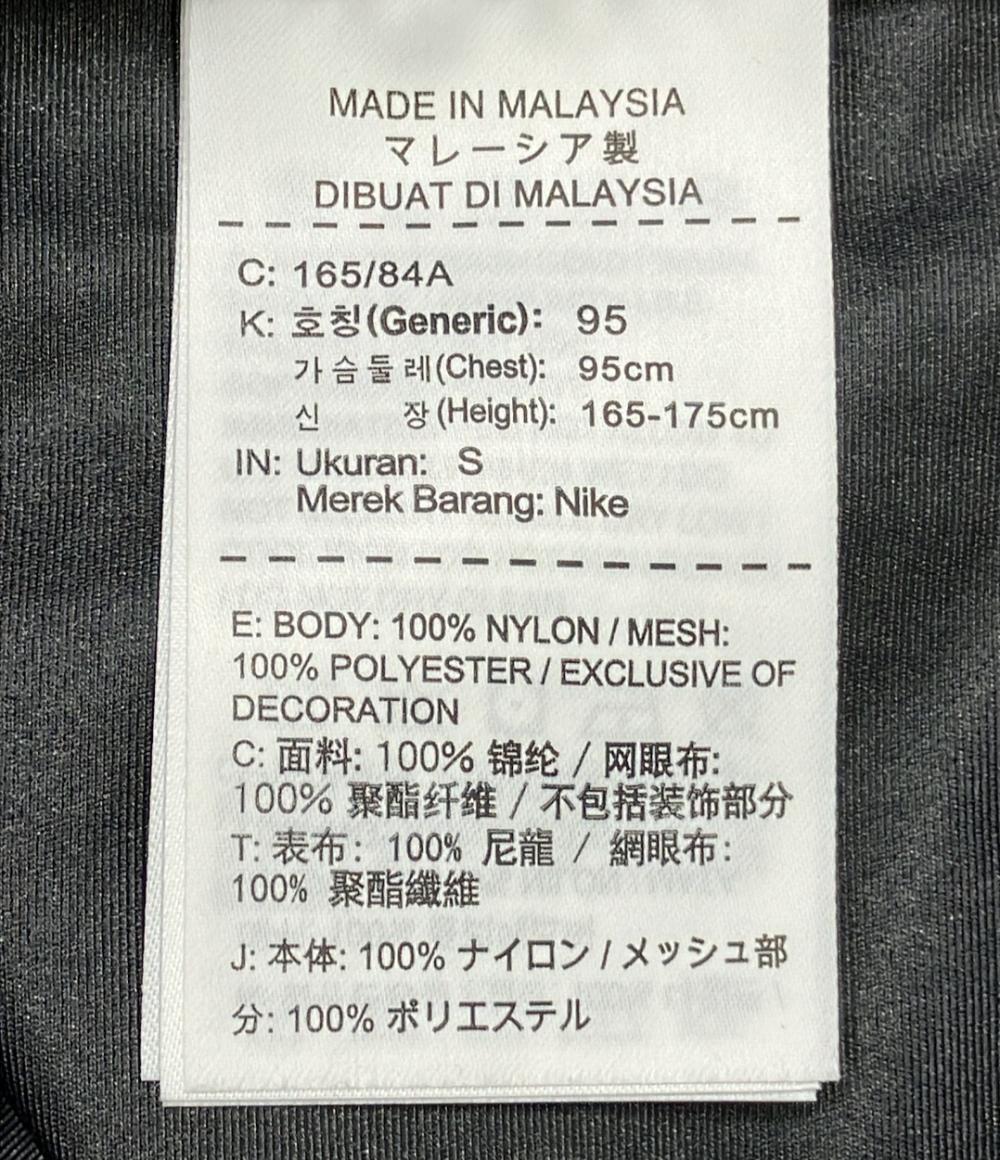 MADE IN MALAYSIA
マレーシア製
DIBUAT DI MALAYSIA
C: 165/84A
K: 호칭(Generic): 95
가슴둘레(Chest): 95cm
신 장(Height): 165-175cm
IN: Ukuran: S
Merek Barang: Nike
E: BODY: 100% NYLON / MESH:
100% POLYESTER / EXCLUSIVE OF
DECORATION
C: 面料: 100% 锦纶 / 网眼布:
100% 聚酯纤维 / 不包括装饰部分
T: 表布: 100% 尼龍 / 網眼布:
100% 聚酯纖維
J: 本体: 100% ナイロン / メッシュ部
分: 100% ポリエステル